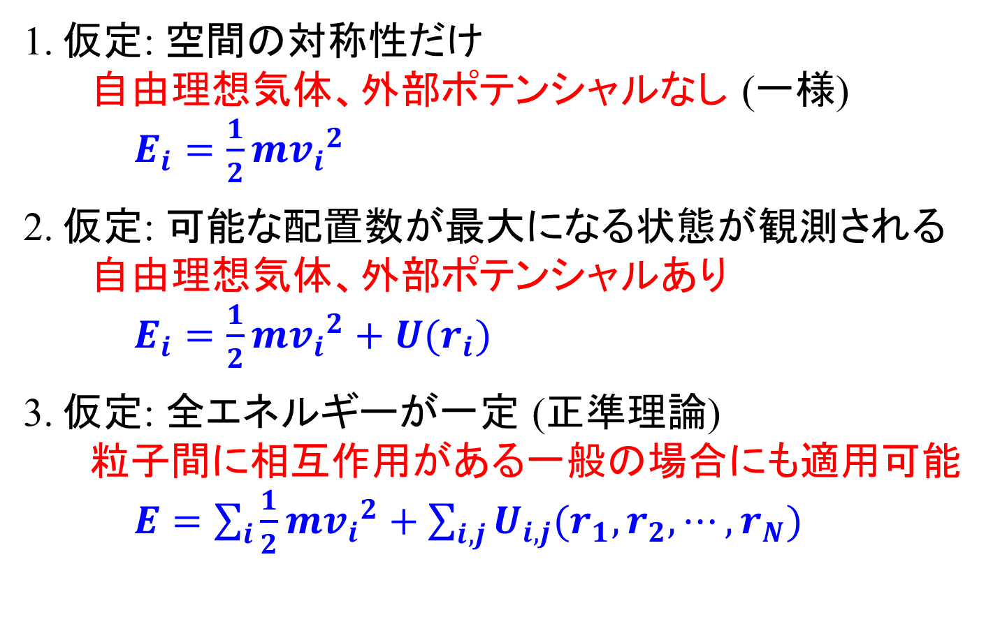 1. 仮定: 空間の対称性だけ
自由理想気体、外部ポテンシャルなし (一様)
E_i = \frac{1}{2} m v_i^2
2. 仮定: 可能な配置数が最大になる状態が観測される
自由理想気体、外部ポテンシャルあり
E_i = \frac{1}{2} m v_i^2 + U(r_i)
3. 仮定: 全エネルギーが一定 (正準理論)
粒子間に相互作用がある一般の場合にも適用可能
E = \sum_i \frac{1}{2} m v_i^2 + \sum_{i,j} U_{i,j}(r_1, r_2, \cdots, r_N)